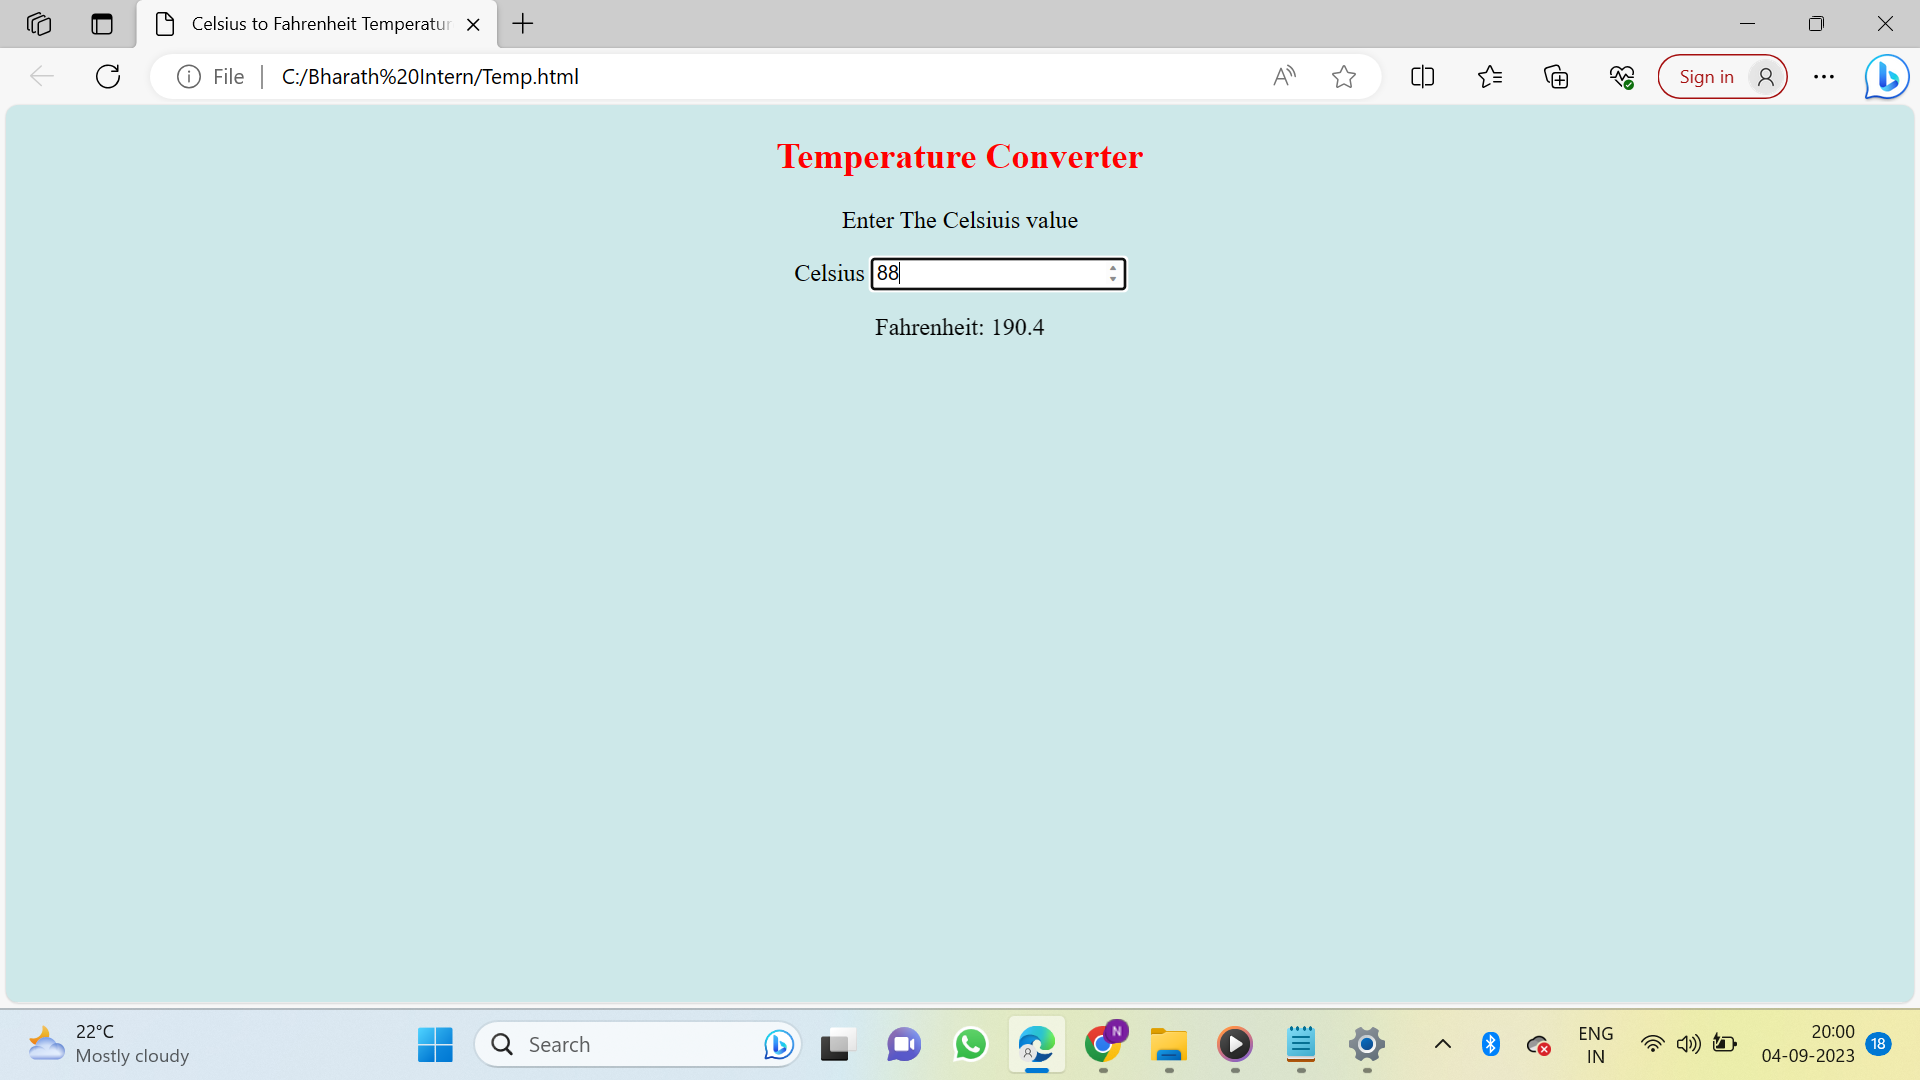 Celsius to Fahrenheit Temperatur
File
C:/Bharath%20Intern/Temp.html
Sign in
Temperature Converter
Enter The Celsiuis value
Celsius 88
Fahrenheit: 190.4
22°C
Mostly cloudy
Search
N
ENG
IN
20:00
04-09-2023
18